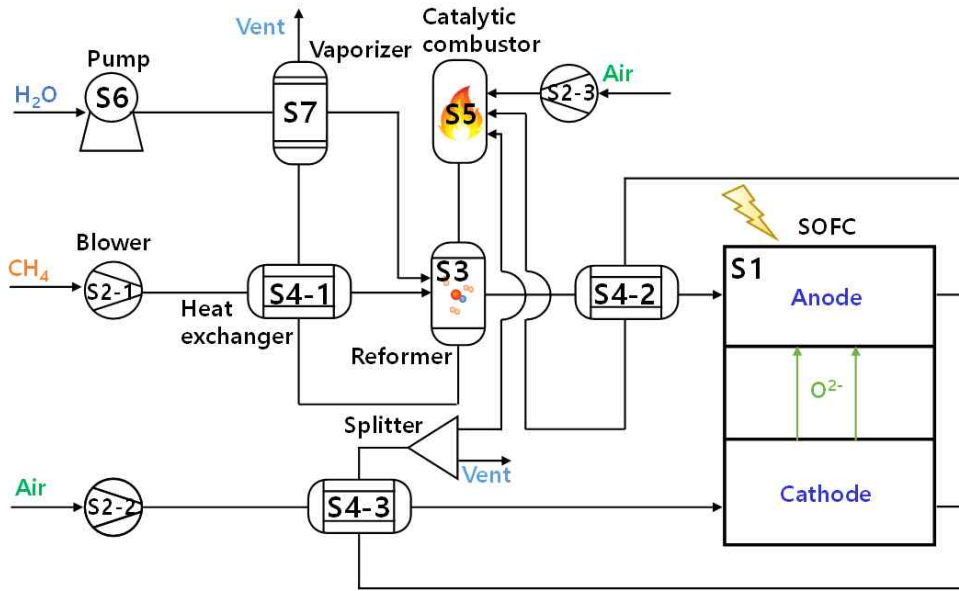 Vent
Catalytic
combustor
Vaporizer
Pump
Air
H₂O
S6
S7
S5
S2-3
Blower
SOFC
CH₄
S2-1
S4-1
S3
S4-2
S1
Anode
Heat
exchanger
Reformer
O²⁻
Splitter
Vent
Air
S2-2
S4-3
Cathode